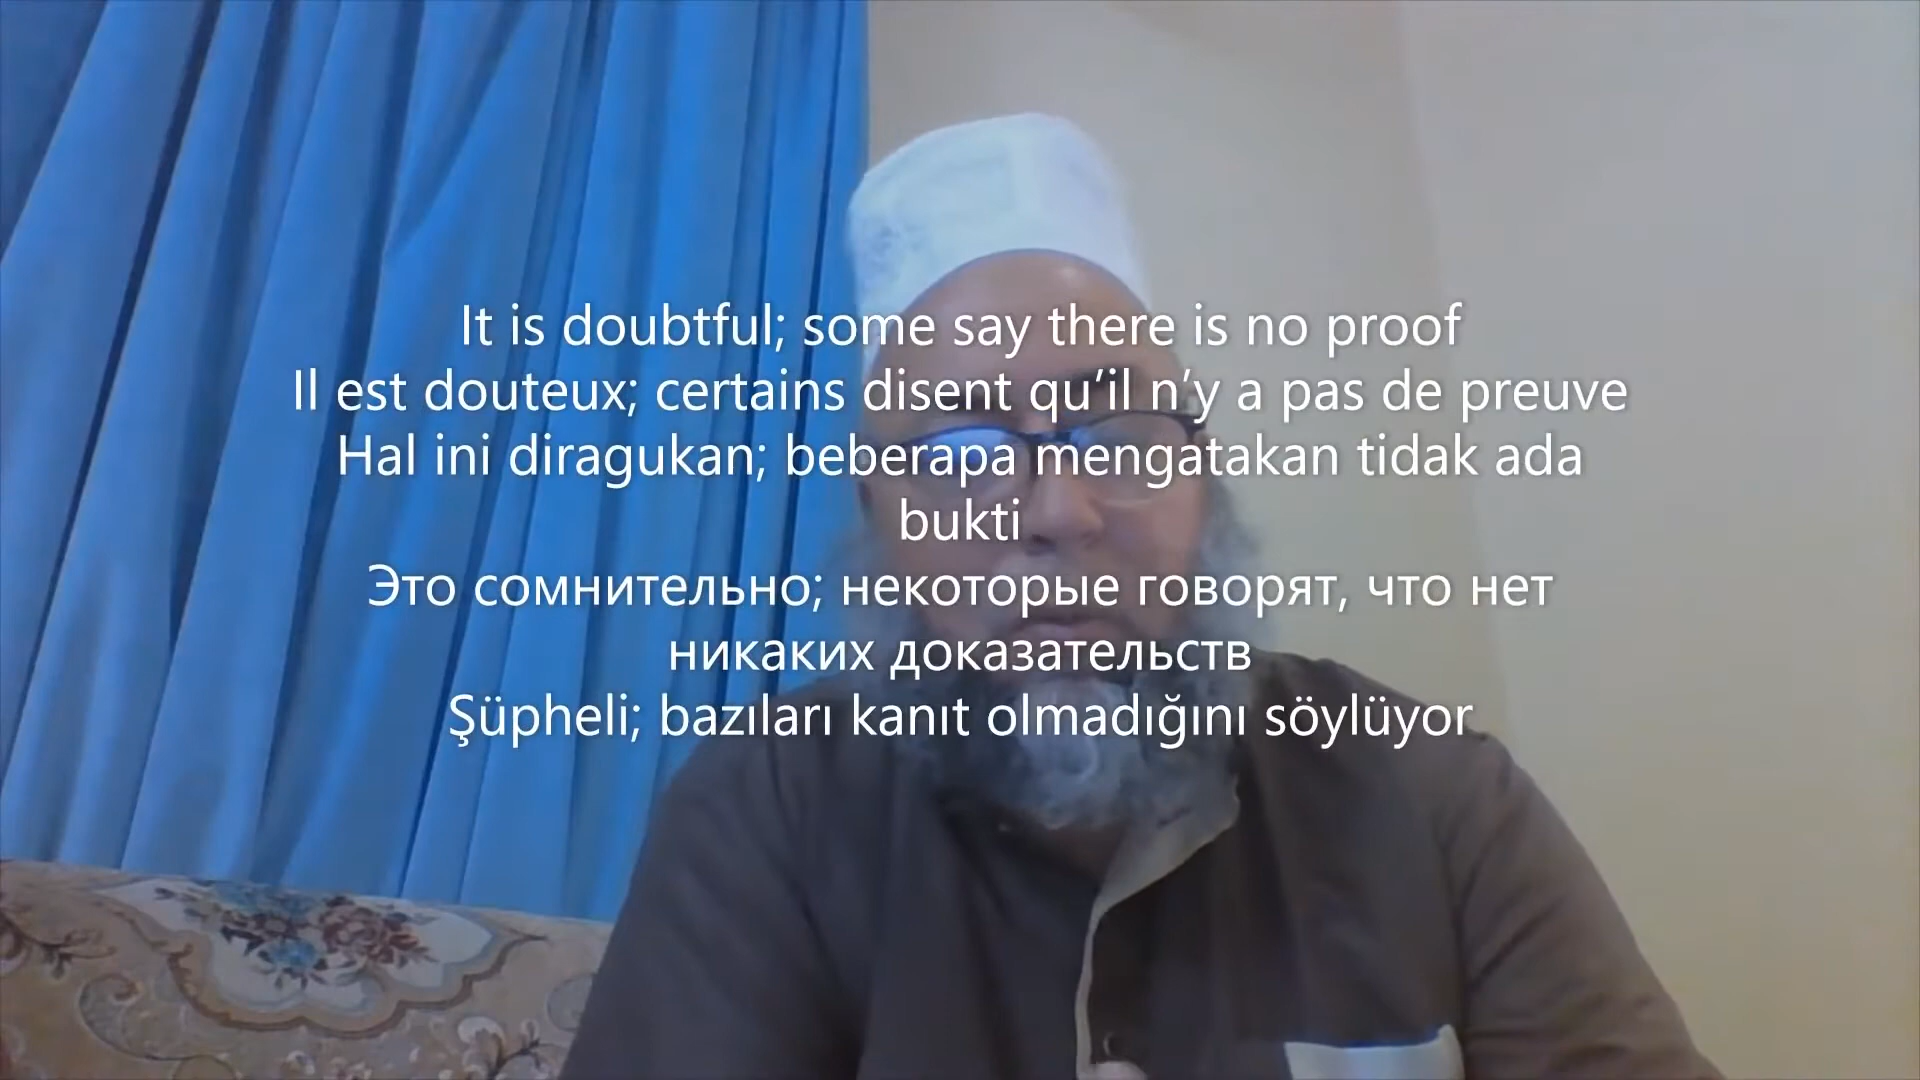 It is doubtful; some say there is no proof
Il est douteux; certains disent qu’il n’y a pas de preuve
Hal ini diragukan; beberapa mengatakan tidak ada
bukti
Это сомнительно; некоторые говорят, что нет
никаких доказательств
Şüpheli; bazıları kanıt olmadığını söylüyor